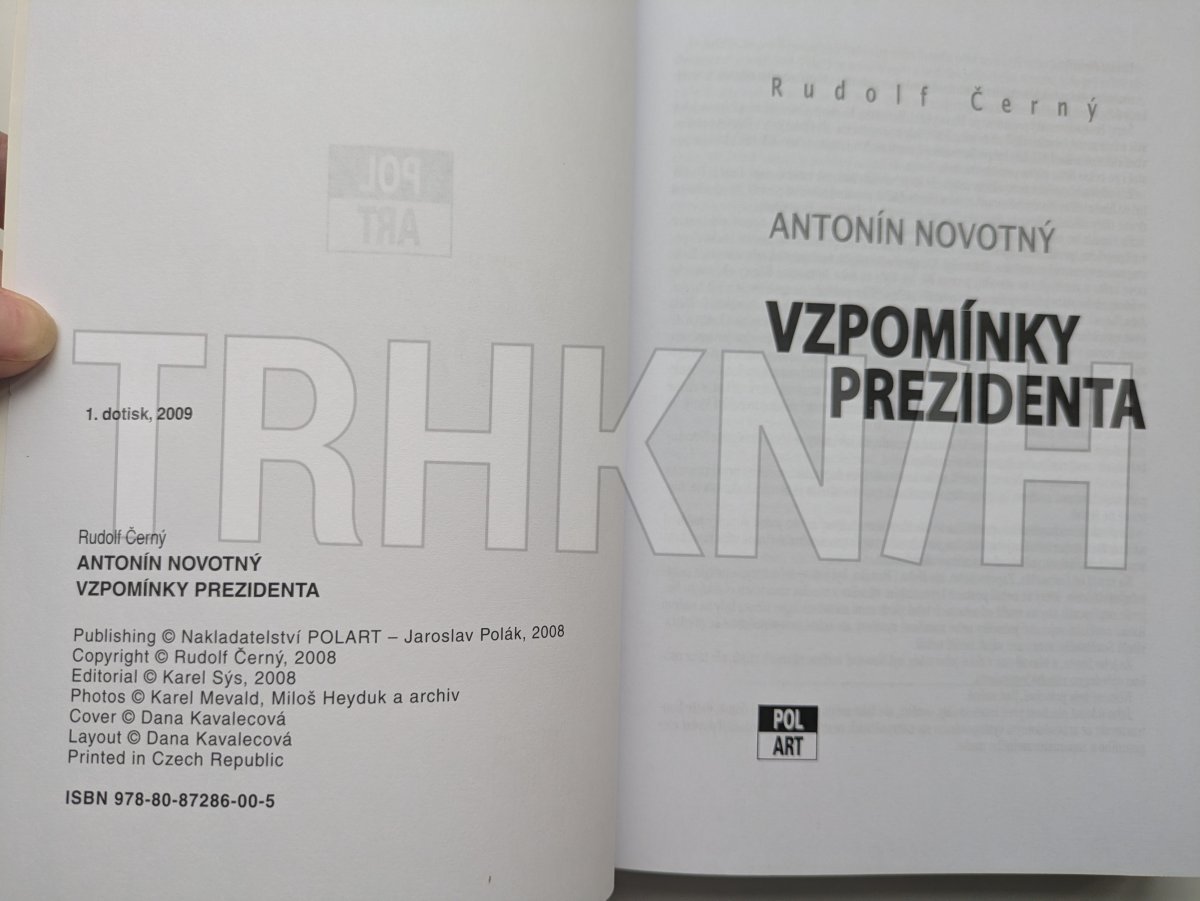 1. dotisk, 2009
Rudolf Černý
ANTONÍN NOVOTNÝ
VZPOMÍNKY PREZIDENTA
Publishing © Nakladatelství POLART – Jaroslav Polák, 2008
Copyright © Rudolf Černý, 2008
Editorial © Karel Sýs, 2008
Photos © Karel Mevald, Miloš Heyduk a archiv
Cover © Dana Kavalecová
Layout © Dana Kavalecová
Printed in Czech Republic
ISBN 978-80-87286-00-5
Rudolf Černý
ANTONÍN NOVOTNÝ
VZPOMÍNKY
PREZIDENTA
POL
ART
TRHKNIH